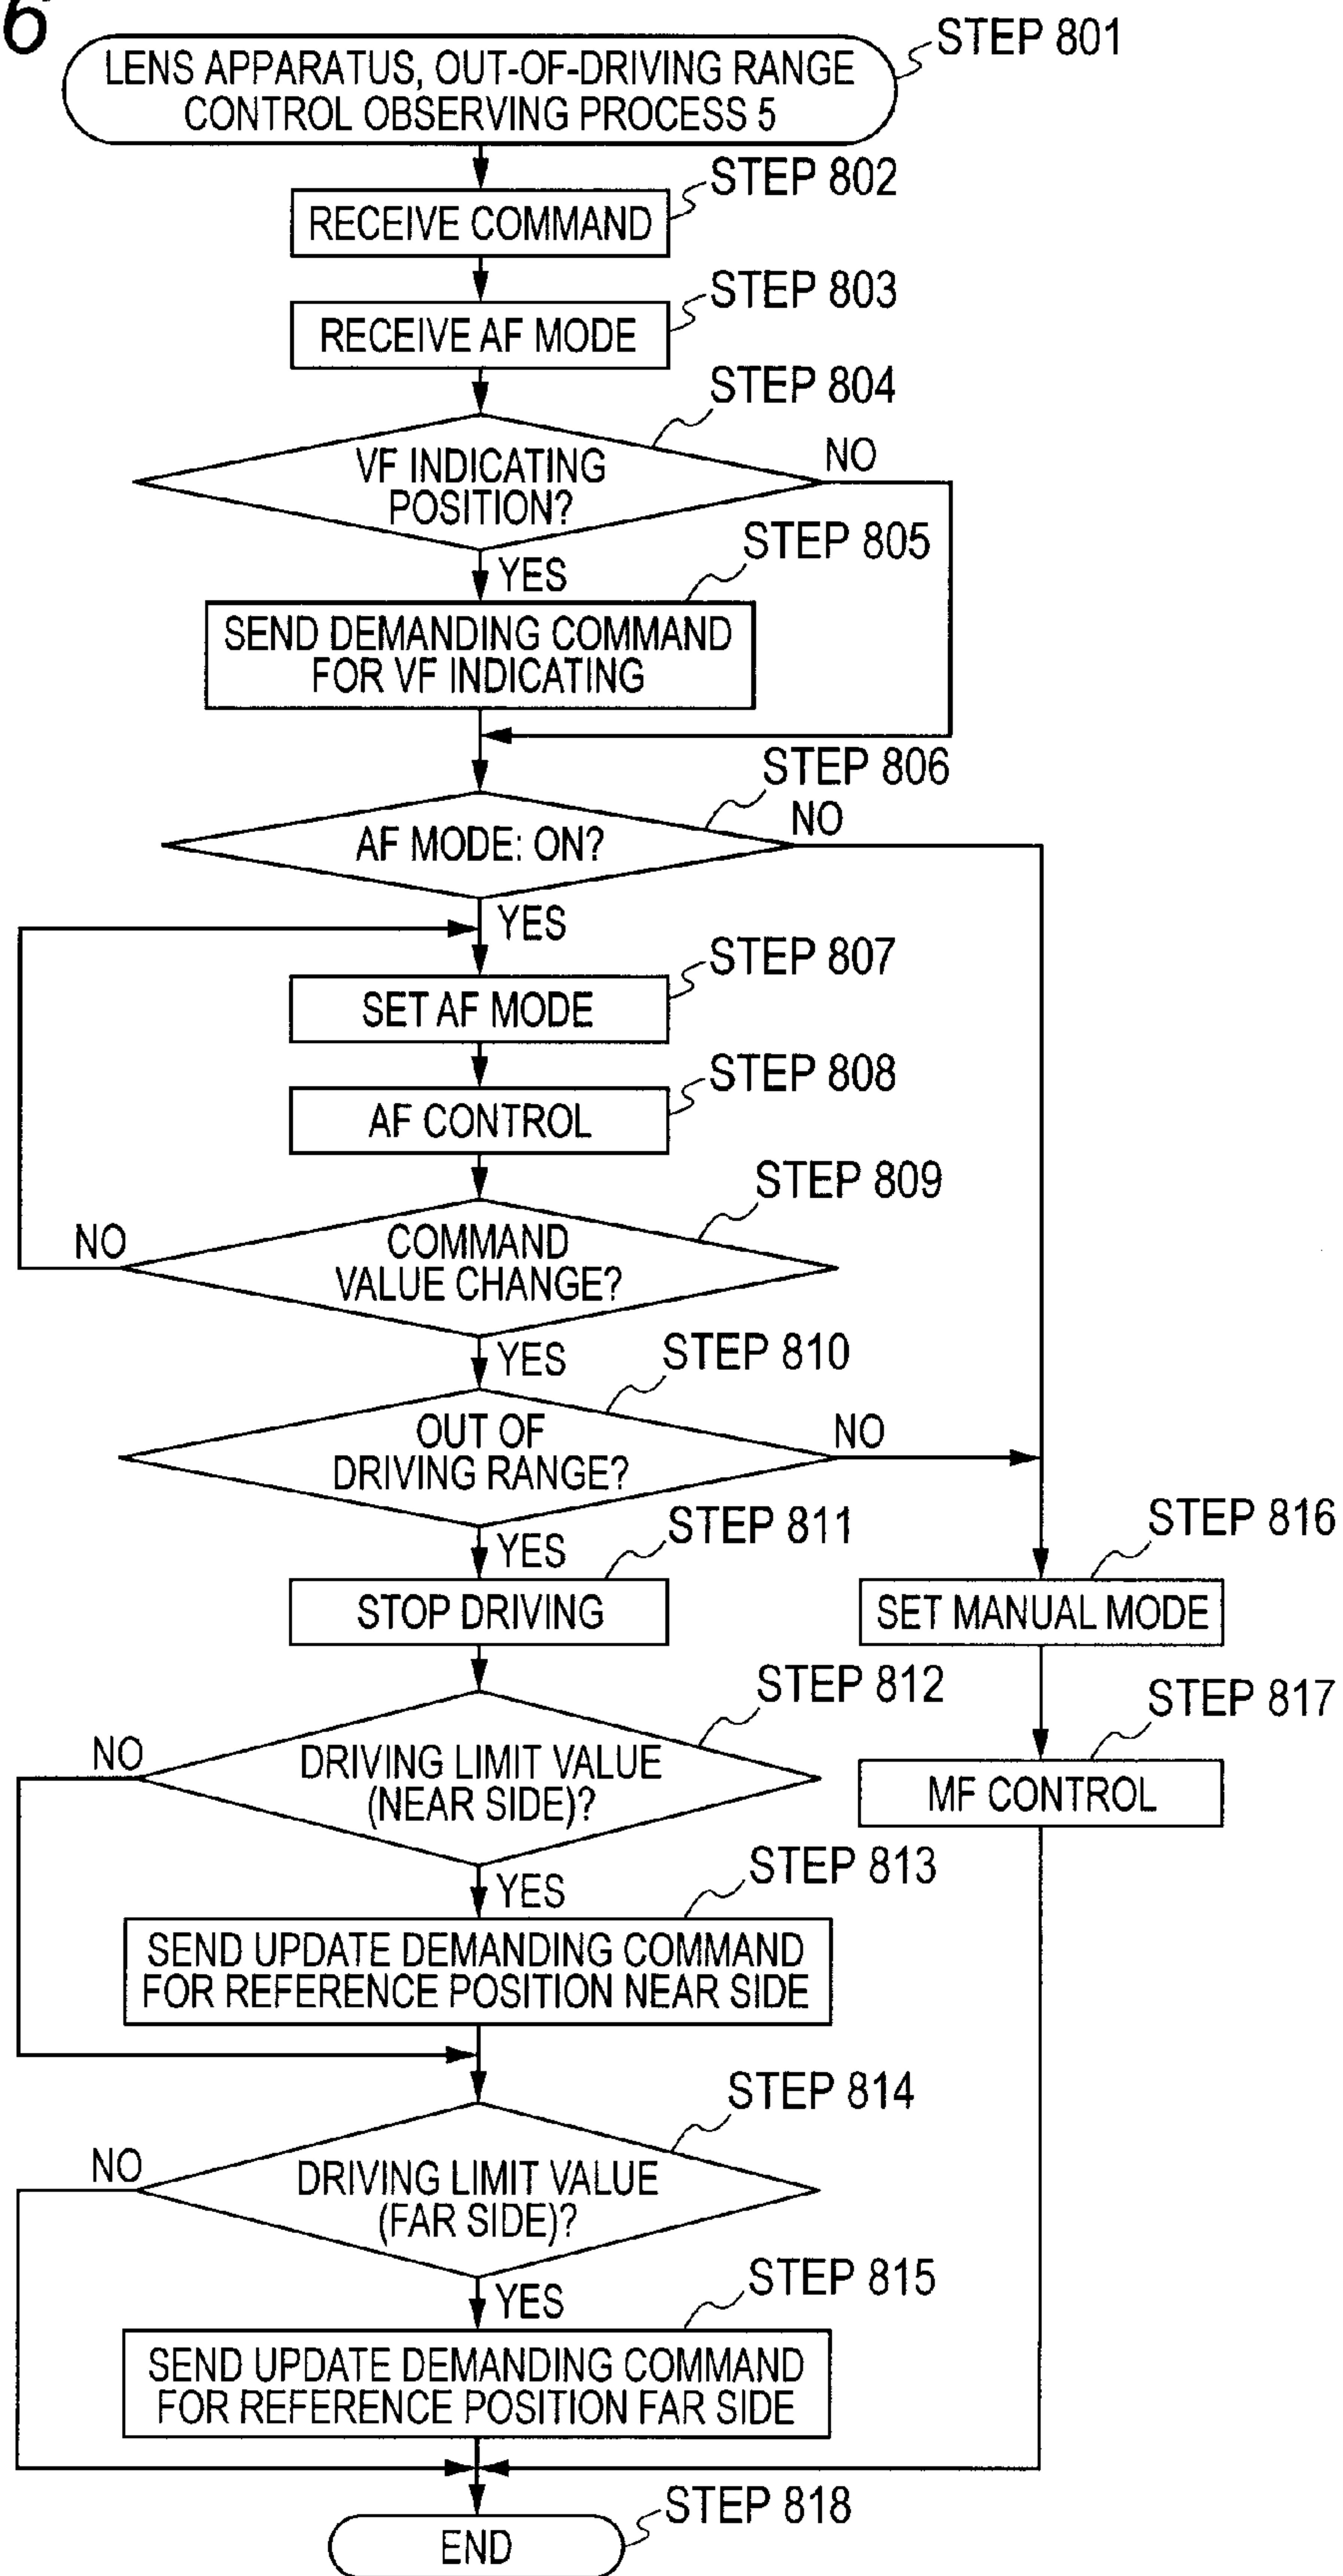 6
STEP 801
LENS APPARATUS, OUT-OF-DRIVING RANGE
CONTROL OBSERVING PROCESS 5
STEP 802
RECEIVE COMMAND
STEP 803
RECEIVE AF MODE
STEP 804
VF INDICATING
POSITION?
NO
YES
STEP 805
SEND DEMANDING COMMAND
FOR VF INDICATING
STEP 806
AF MODE: ON?
NO
YES
STEP 807
SET AF MODE
STEP 808
AF CONTROL
STEP 809
COMMAND
VALUE CHANGE?
NO
YES
STEP 810
OUT OF
DRIVING RANGE?
NO
YES
STEP 811
STOP DRIVING
STEP 816
SET MANUAL MODE
STEP 812
DRIVING LIMIT VALUE
(NEAR SIDE)?
NO
YES
STEP 817
MF CONTROL
STEP 813
SEND UPDATE DEMANDING COMMAND
FOR REFERENCE POSITION NEAR SIDE
STEP 814
DRIVING LIMIT VALUE
(FAR SIDE)?
NO
YES
STEP 815
SEND UPDATE DEMANDING COMMAND
FOR REFERENCE POSITION FAR SIDE
STEP 818
END